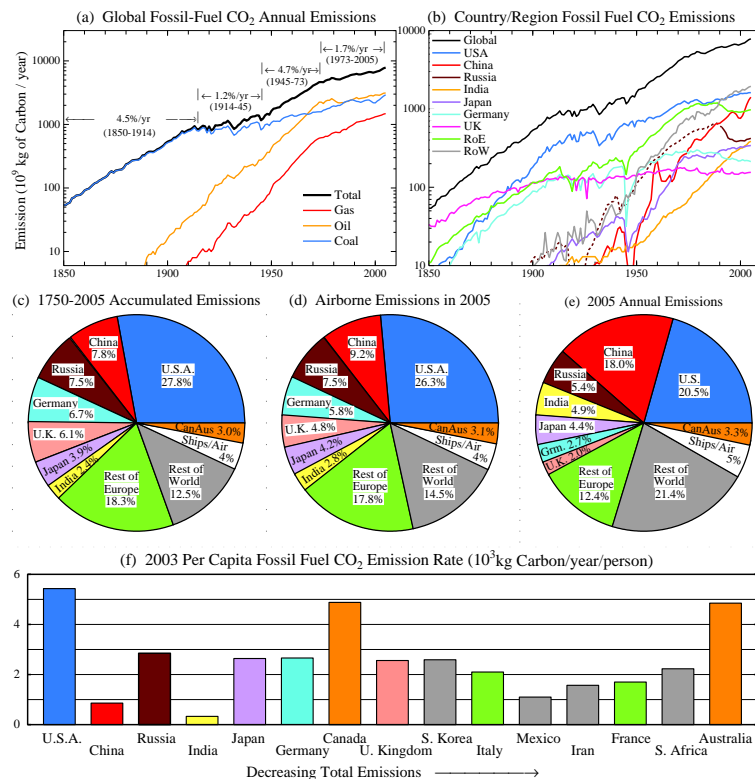 (a) Global Fossil-Fuel CO₂ Annual Emissions
Emission (10⁹ kg of Carbon / year)
10000
1000
100
10
1850
1900
1950
2000
4.5%/yr
(1850-1914)
1.2%/yr
(1914-45)
4.7%/yr
(1945-73)
1.7%/yr
(1973-2005)
Total
Gas
Oil
Coal
(b) Country/Region Fossil Fuel CO₂ Emissions
Global
USA
China
Russia
India
Japan
Germany
UK
RoE
RoW
1000
100
10
1850
1900
1950
2000
(c) 1750-2005 Accumulated Emissions
U.S.A.
27.8%
China
7.8%
Russia
7.5%
Germany
6.7%
U.K. 6.1%
Japan 3.9%
India 2.4%
Rest of
Europe
18.3%
Rest of
World
12.5%
Ships/Air
4%
CanAus 3.0%
(d) Airborne Emissions in 2005
U.S.A.
26.3%
China
9.2%
Russia
7.5%
Germany
5.8%
U.K. 4.8%
Japan 4.2%
India 2.8%
Rest of
Europe
17.8%
Rest of
World
14.5%
Ships/Air
4%
CanAus 3.1%
(e) 2005 Annual Emissions
U.S.
20.5%
China
18.0%
Russia
5.4%
India
4.9%
Japan 4.4%
Grm. 2.7%
U.K. 2.0%
Rest of
Europe
12.4%
Rest of
World
21.4%
Ships/Air
5%
CanAus 3.3%
(f) 2003 Per Capita Fossil Fuel CO₂ Emission Rate (10³kg Carbon/year/person)
6
4
2
0
U.S.A.
China
Russia
India
Japan
Germany
Canada
U. Kingdom
S. Korea
Italy
Mexico
Iran
France
S. Africa
Australia
Decreasing Total Emissions